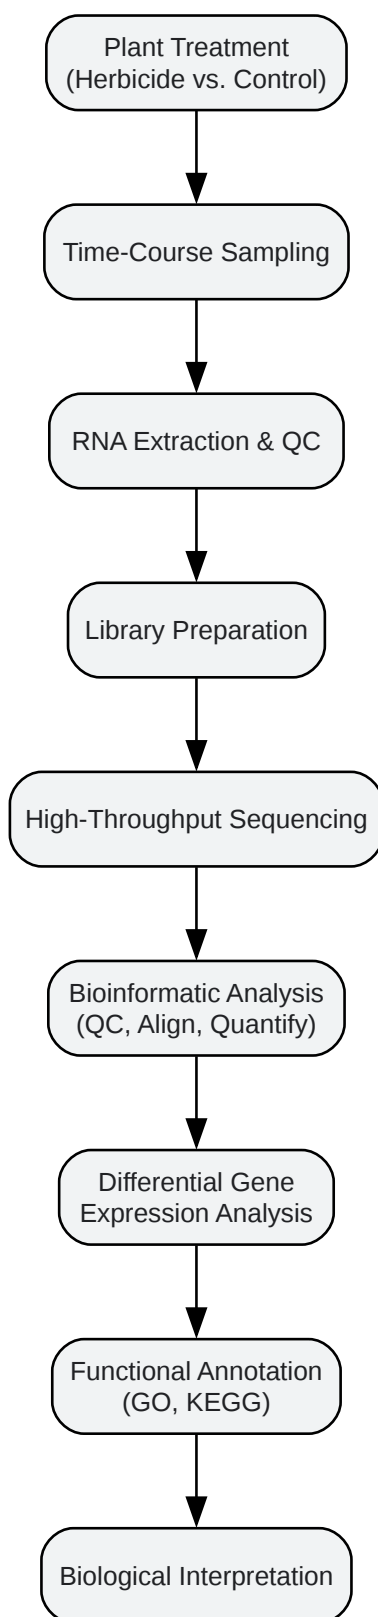 Plant Treatment
(Herbicide vs. Control)
Time-Course Sampling
RNA Extraction & QC
Library Preparation
High-Throughput Sequencing
Bioinformatic Analysis
(QC, Align, Quantify)
Differential Gene
Expression Analysis
Functional Annotation
(GO, KEGG)
Biological Interpretation